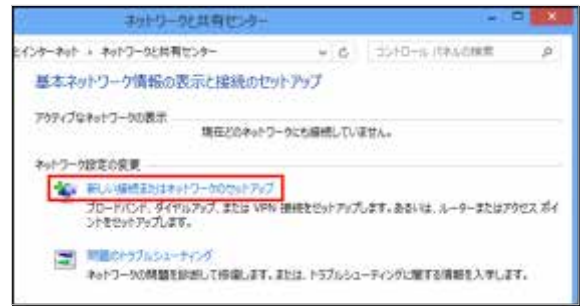 ネットワークと共有センター
とインターネット ▸ ネットワークと共有センター
コントロール パネルの検索
基本ネットワーク情報の表示と接続のセットアップ
アクティブなネットワークの表示
現在どのネットワークにも接続していません。
ネットワーク設定の変更
新しい接続またはネットワークのセットアップ
ブロードバンド、ダイヤルアップ、または VPN 接続をセットアップします。あるいは、ルーターまたはアクセス ポイ
ントをセットアップします。
問題のトラブルシューティング
ネットワークの問題を診断して修復します。または、トラブルシューティングに関する情報を入手します。